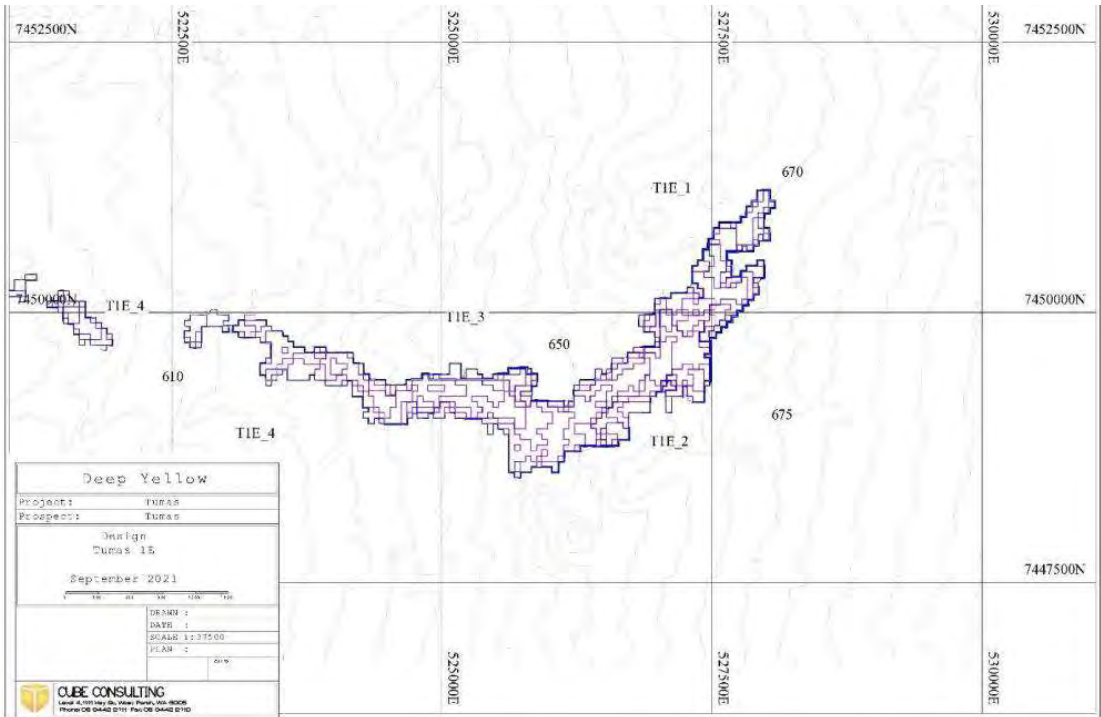 522500E
525000E
527500E
530000E
7452500N
7452500N
670
T1E_1
7450000N
T1E_4
T1E_3
7450000N
650
610
675
T1E_4
T1E_2
Deep Yellow
Project: Tumas
Prospect: Tumas
Design
Tumas 1E
September 2021
7447500N
DRAWN :
DATE :
SCALE 1:37500
PLAN :
525000E
527500E
530000E
CUBE CONSULTING